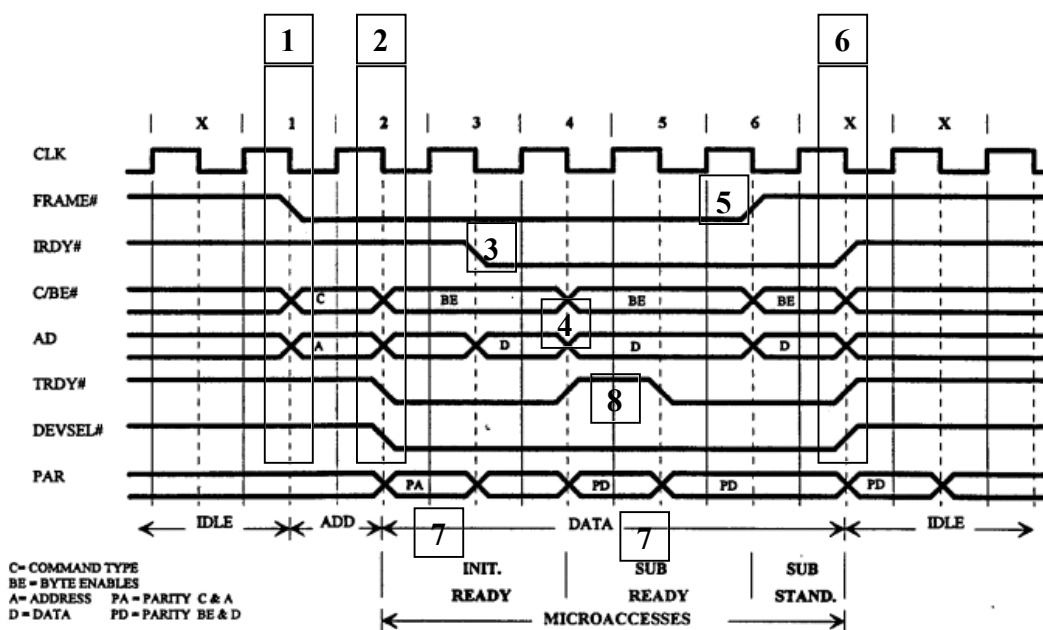 1 2 6
X 1 2 3 4 5 6 X X
CLK
FRAME# 5
IRDY# 3
C/BE# C BE BE BE
4
AD A D D D
TRDY# 8
DEVSEL#
PAR PA PD PD PD
IDLE ADD DATA IDLE
7 7
C= COMMAND TYPE INIT. SUB SUB
BE = BYTE ENABLES
A= ADDRESS PA = PARITY C & A READY READY STAND.
D = DATA PD = PARITY BE & D MICROACCESSES